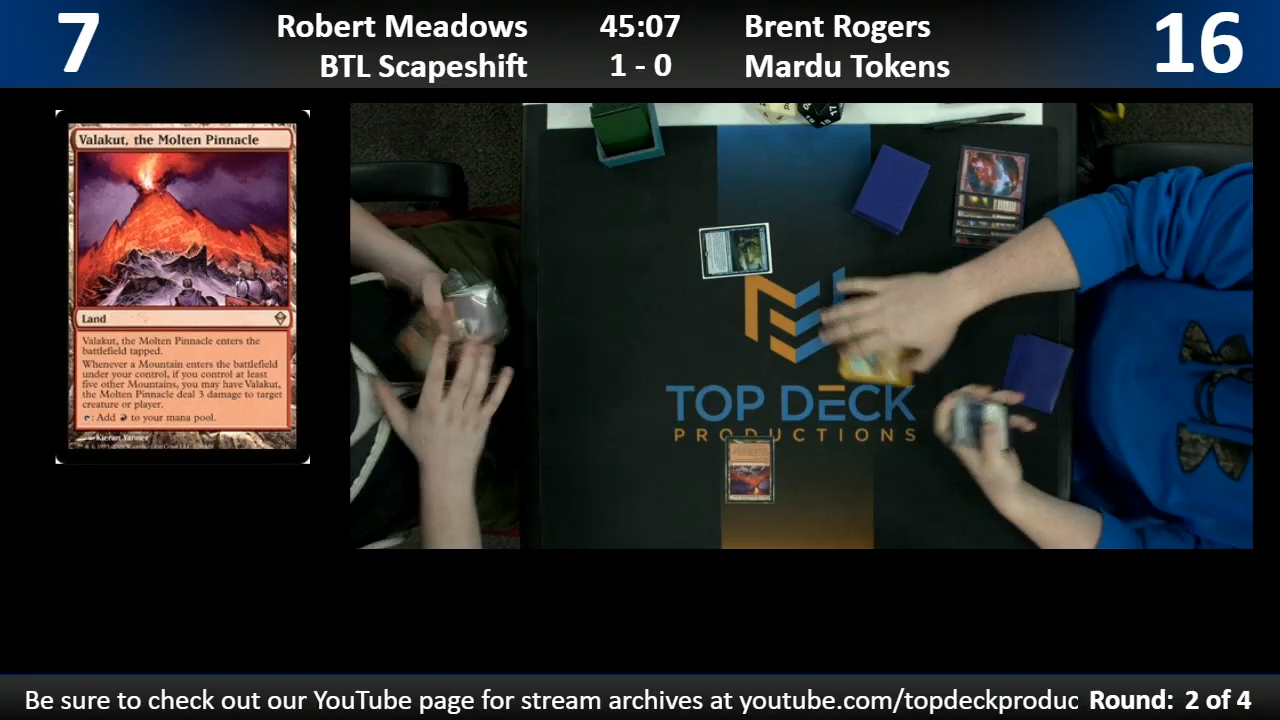 7
Robert Meadows
BTL Scapeshift
45:07
1 - 0
Brent Rogers
Mardu Tokens
16
Valakut, the Molten Pinnacle
Land
Valakut, the Molten Pinnacle enters the
battlefield tapped.
Whenever a Mountain enters the battlefield
under your control, if you control at least
five other Mountains, you may have Valakut,
the Molten Pinnacle deal 3 damage to target
creature or player.
: Add to your mana pool.
Kieran Yanner
TOP DECK
PRODUCTIONS
Be sure to check out our YouTube page for stream archives at youtube.com/topdeckproduc
Round: 2 of 4